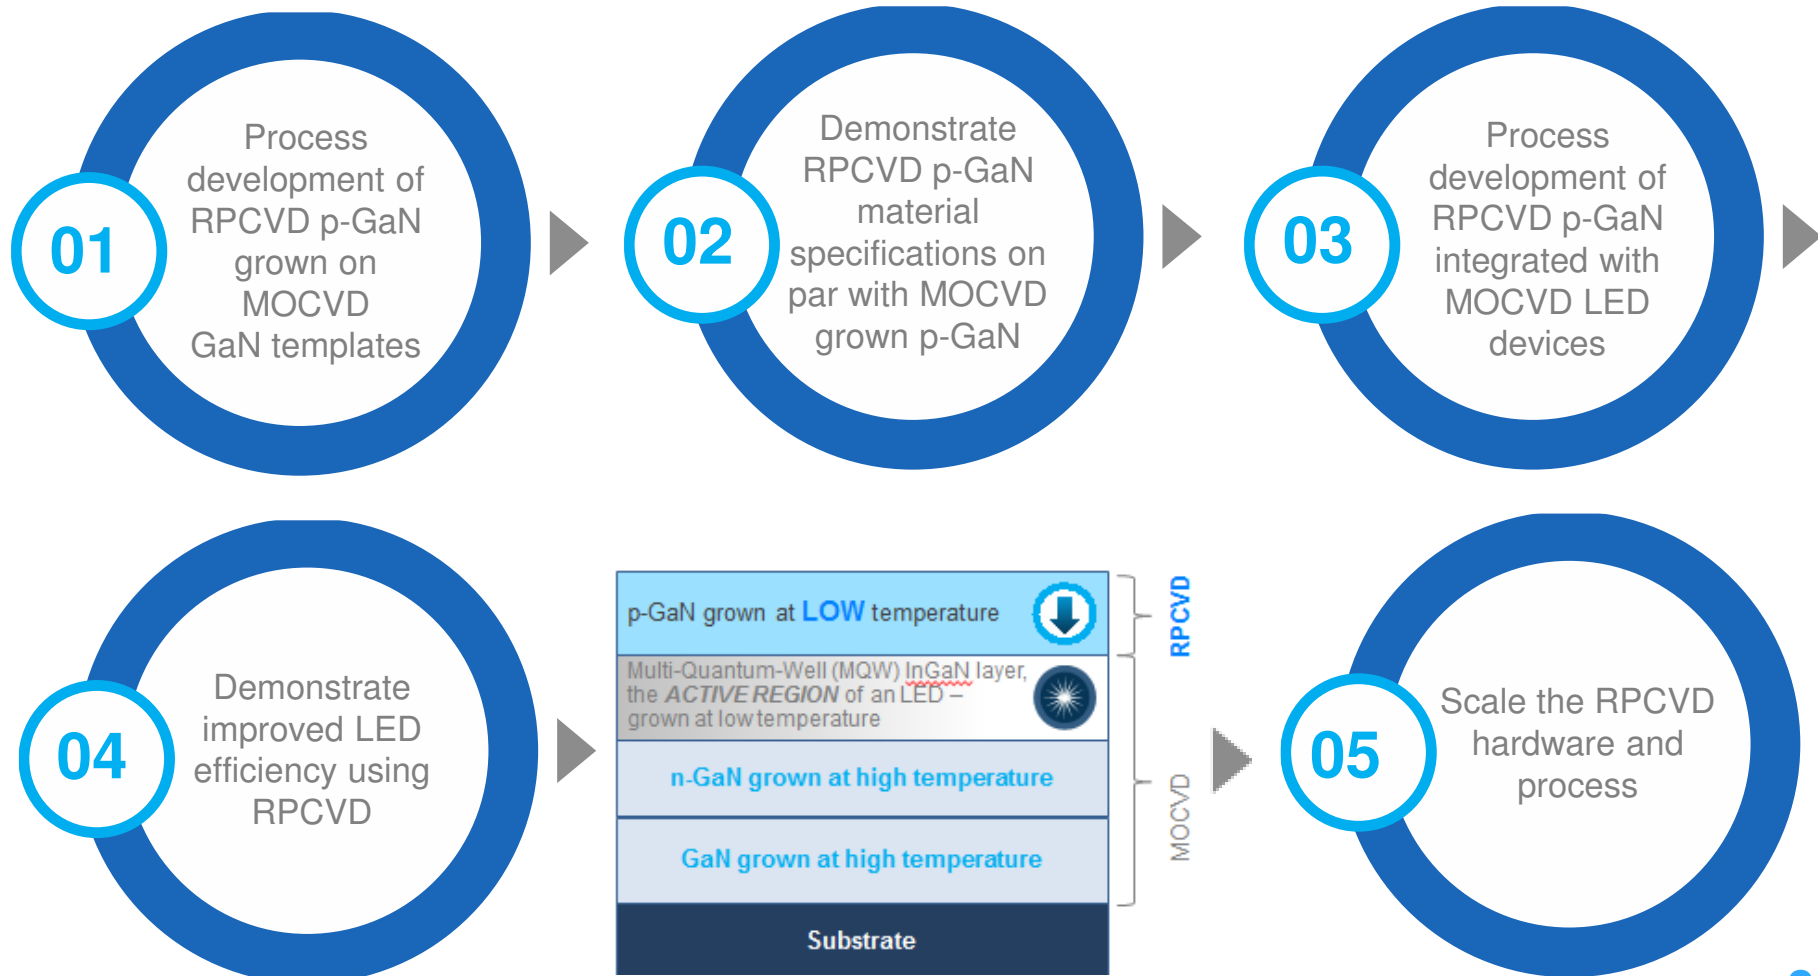 01
Process
development of
RPCVD p-GaN
grown on
MOCVD
GaN templates
02
Demonstrate
RPCVD p-GaN
material
specifications on
par with MOCVD
grown p-GaN
03
Process
development of
RPCVD p-GaN
integrated with
MOCVD LED
devices
04
Demonstrate
improved LED
efficiency using
RPCVD
p-GaN grown at LOW temperature
Multi-Quantum-Well (MQW) InGaN layer,
the ACTIVE REGION of an LED –
grown at low temperature
n-GaN grown at high temperature
GaN grown at high temperature
Substrate
RPCVD
MOCVD
05
Scale the RPCVD
hardware and
process